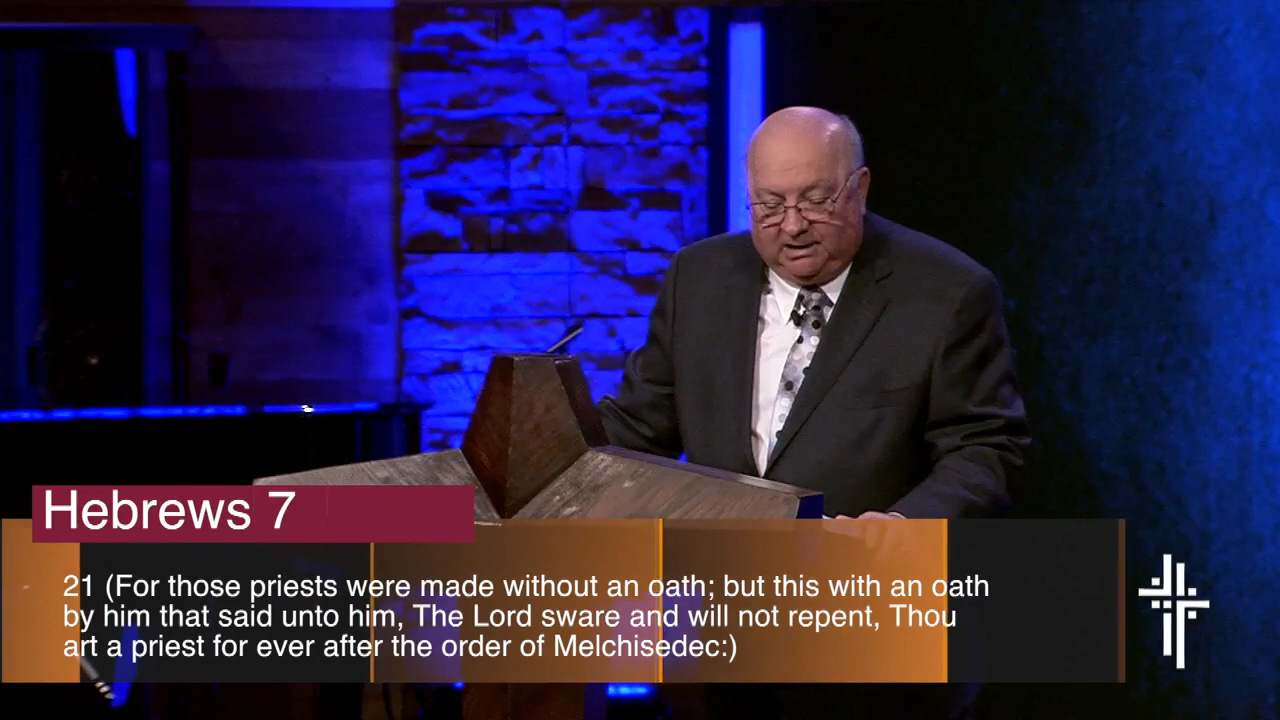 Hebrews 7
21 (For those priests were made without an oath; but this with an oath
by him that said unto him, The Lord sware and will not repent, Thou
art a priest for ever after the order of Melchisedec:)